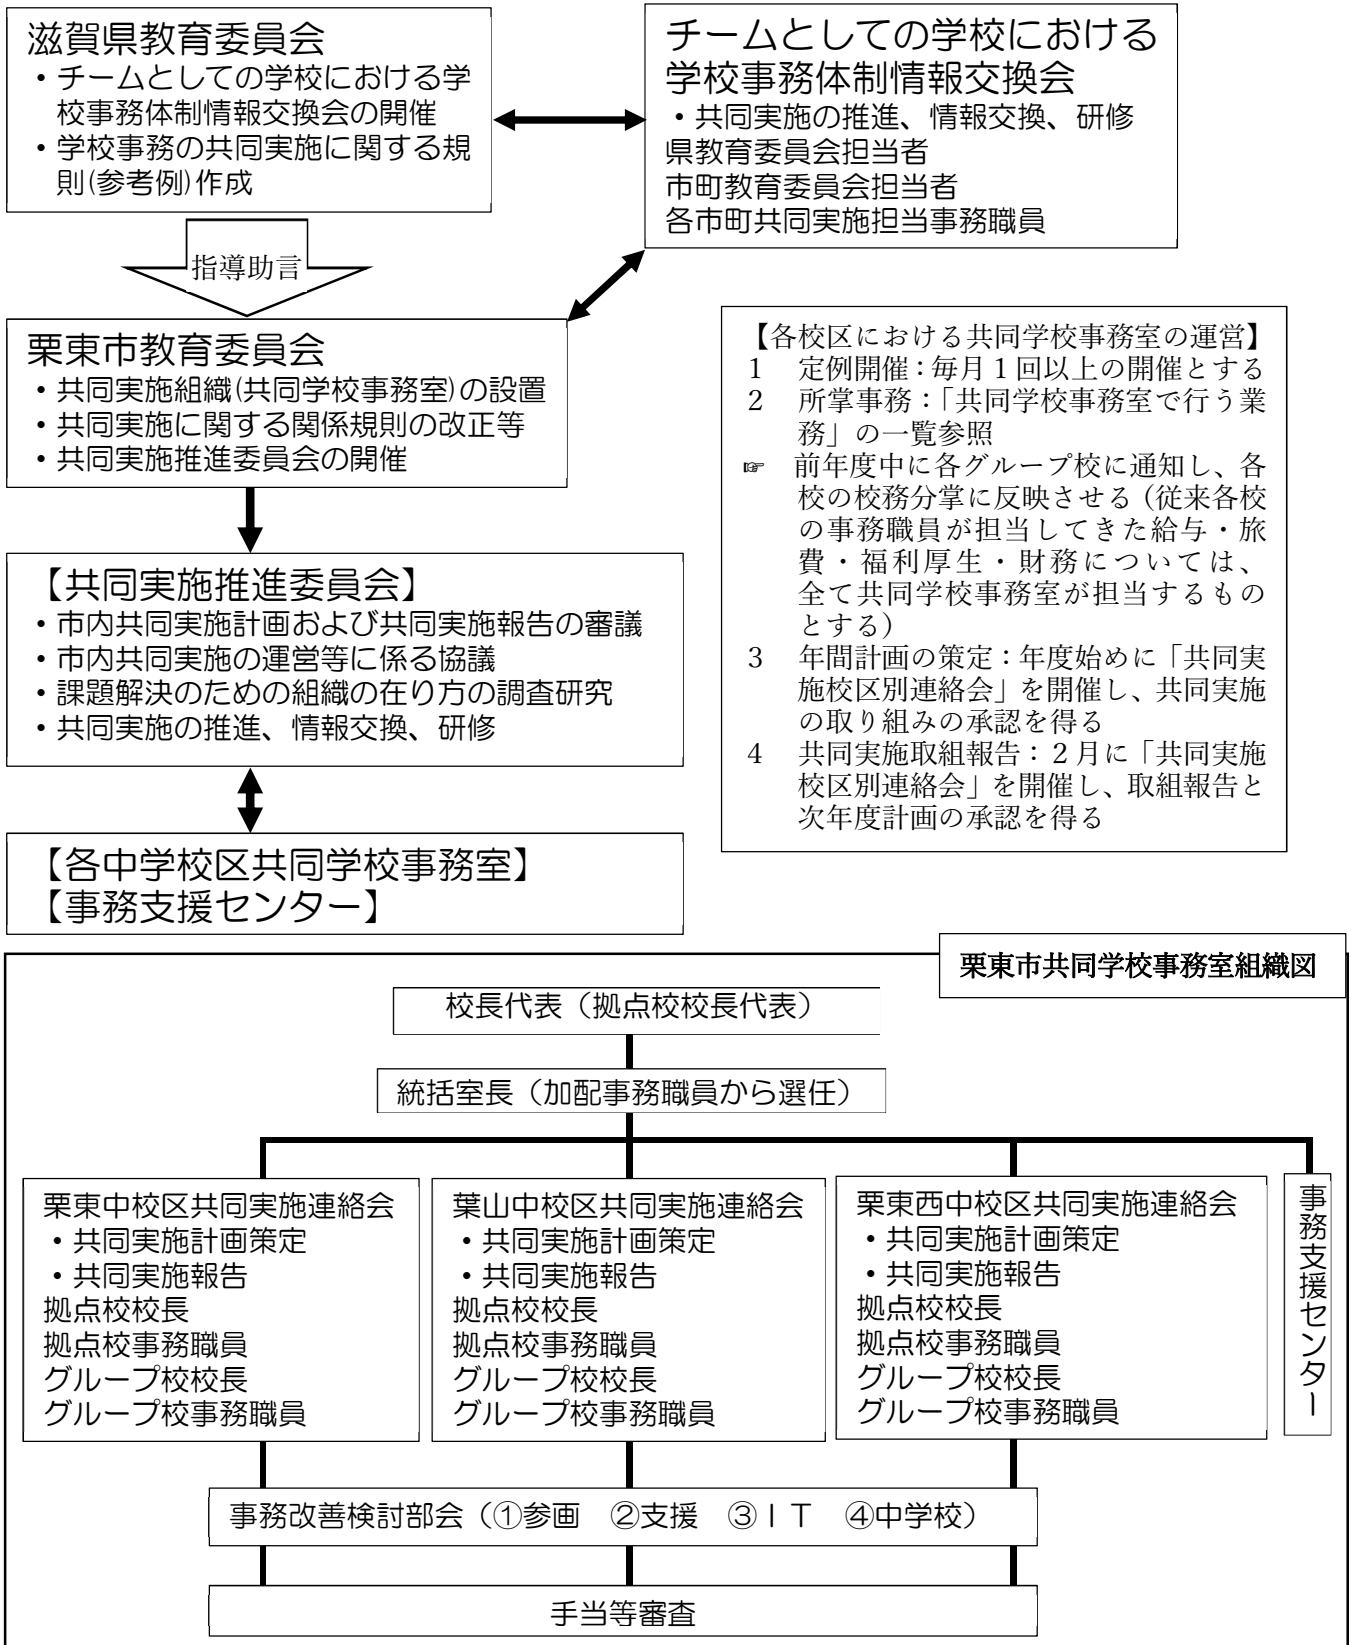 滋賀県教育委員会
・チームとしての学校における学
校事務体制情報交換会の開催
・学校事務の共同実施に関する規
則(参考例)作成
チームとしての学校における
学校事務体制情報交換会
・共同実施の推進、情報交換、研修
県教育委員会担当者
市町教育委員会担当者
各市町共同実施担当事務職員
指導助言
栗東市教育委員会
・共同実施組織(共同学校事務室)の設置
・共同実施に関する関係規則の改正等
・共同実施推進委員会の開催
【共同実施推進委員会】
・市内共同実施計画および共同実施報告の審議
・市内共同実施の運営等に係る協議
・課題解決のための組織の在り方の調査研究
・共同実施の推進、情報交換、研修
【各中学校区共同学校事務室】
【事務支援センター】
【各校区における共同学校事務室の運営】
1 定例開催：毎月１回以上の開催とする
2 所掌事務：「共同学校事務室で行う業
務」の一覧参照
☞ 前年度中に各グループ校に通知し、各
校の校務分掌に反映させる（従来各校
の事務職員が担当してきた給与・旅
費・福利厚生・財務については、
全て共同学校事務室が担当するもの
とする）
3 年間計画の策定：年度始めに「共同実
施校区別連絡会」を開催し、共同実施
の取り組みの承認を得る
4 共同実施取組報告：２月に「共同実施
校区別連絡会」を開催し、取組報告と
次年度計画の承認を得る
栗東市共同学校事務室組織図
校長代表（拠点校校長代表）
統括室長（加配事務職員から選任）
栗東中校区共同実施連絡会
・共同実施計画策定
・共同実施報告
拠点校校長
拠点校事務職員
グループ校校長
グループ校事務職員
葉山中校区共同実施連絡会
・共同実施計画策定
・共同実施報告
拠点校校長
拠点校事務職員
グループ校校長
グループ校事務職員
栗東西中校区共同実施連絡会
・共同実施計画策定
・共同実施報告
拠点校校長
拠点校事務職員
グループ校校長
グループ校事務職員
事務支援センター
事務改善検討部会（①参画　②支援　③ＩＴ　④中学校）
手当等審査